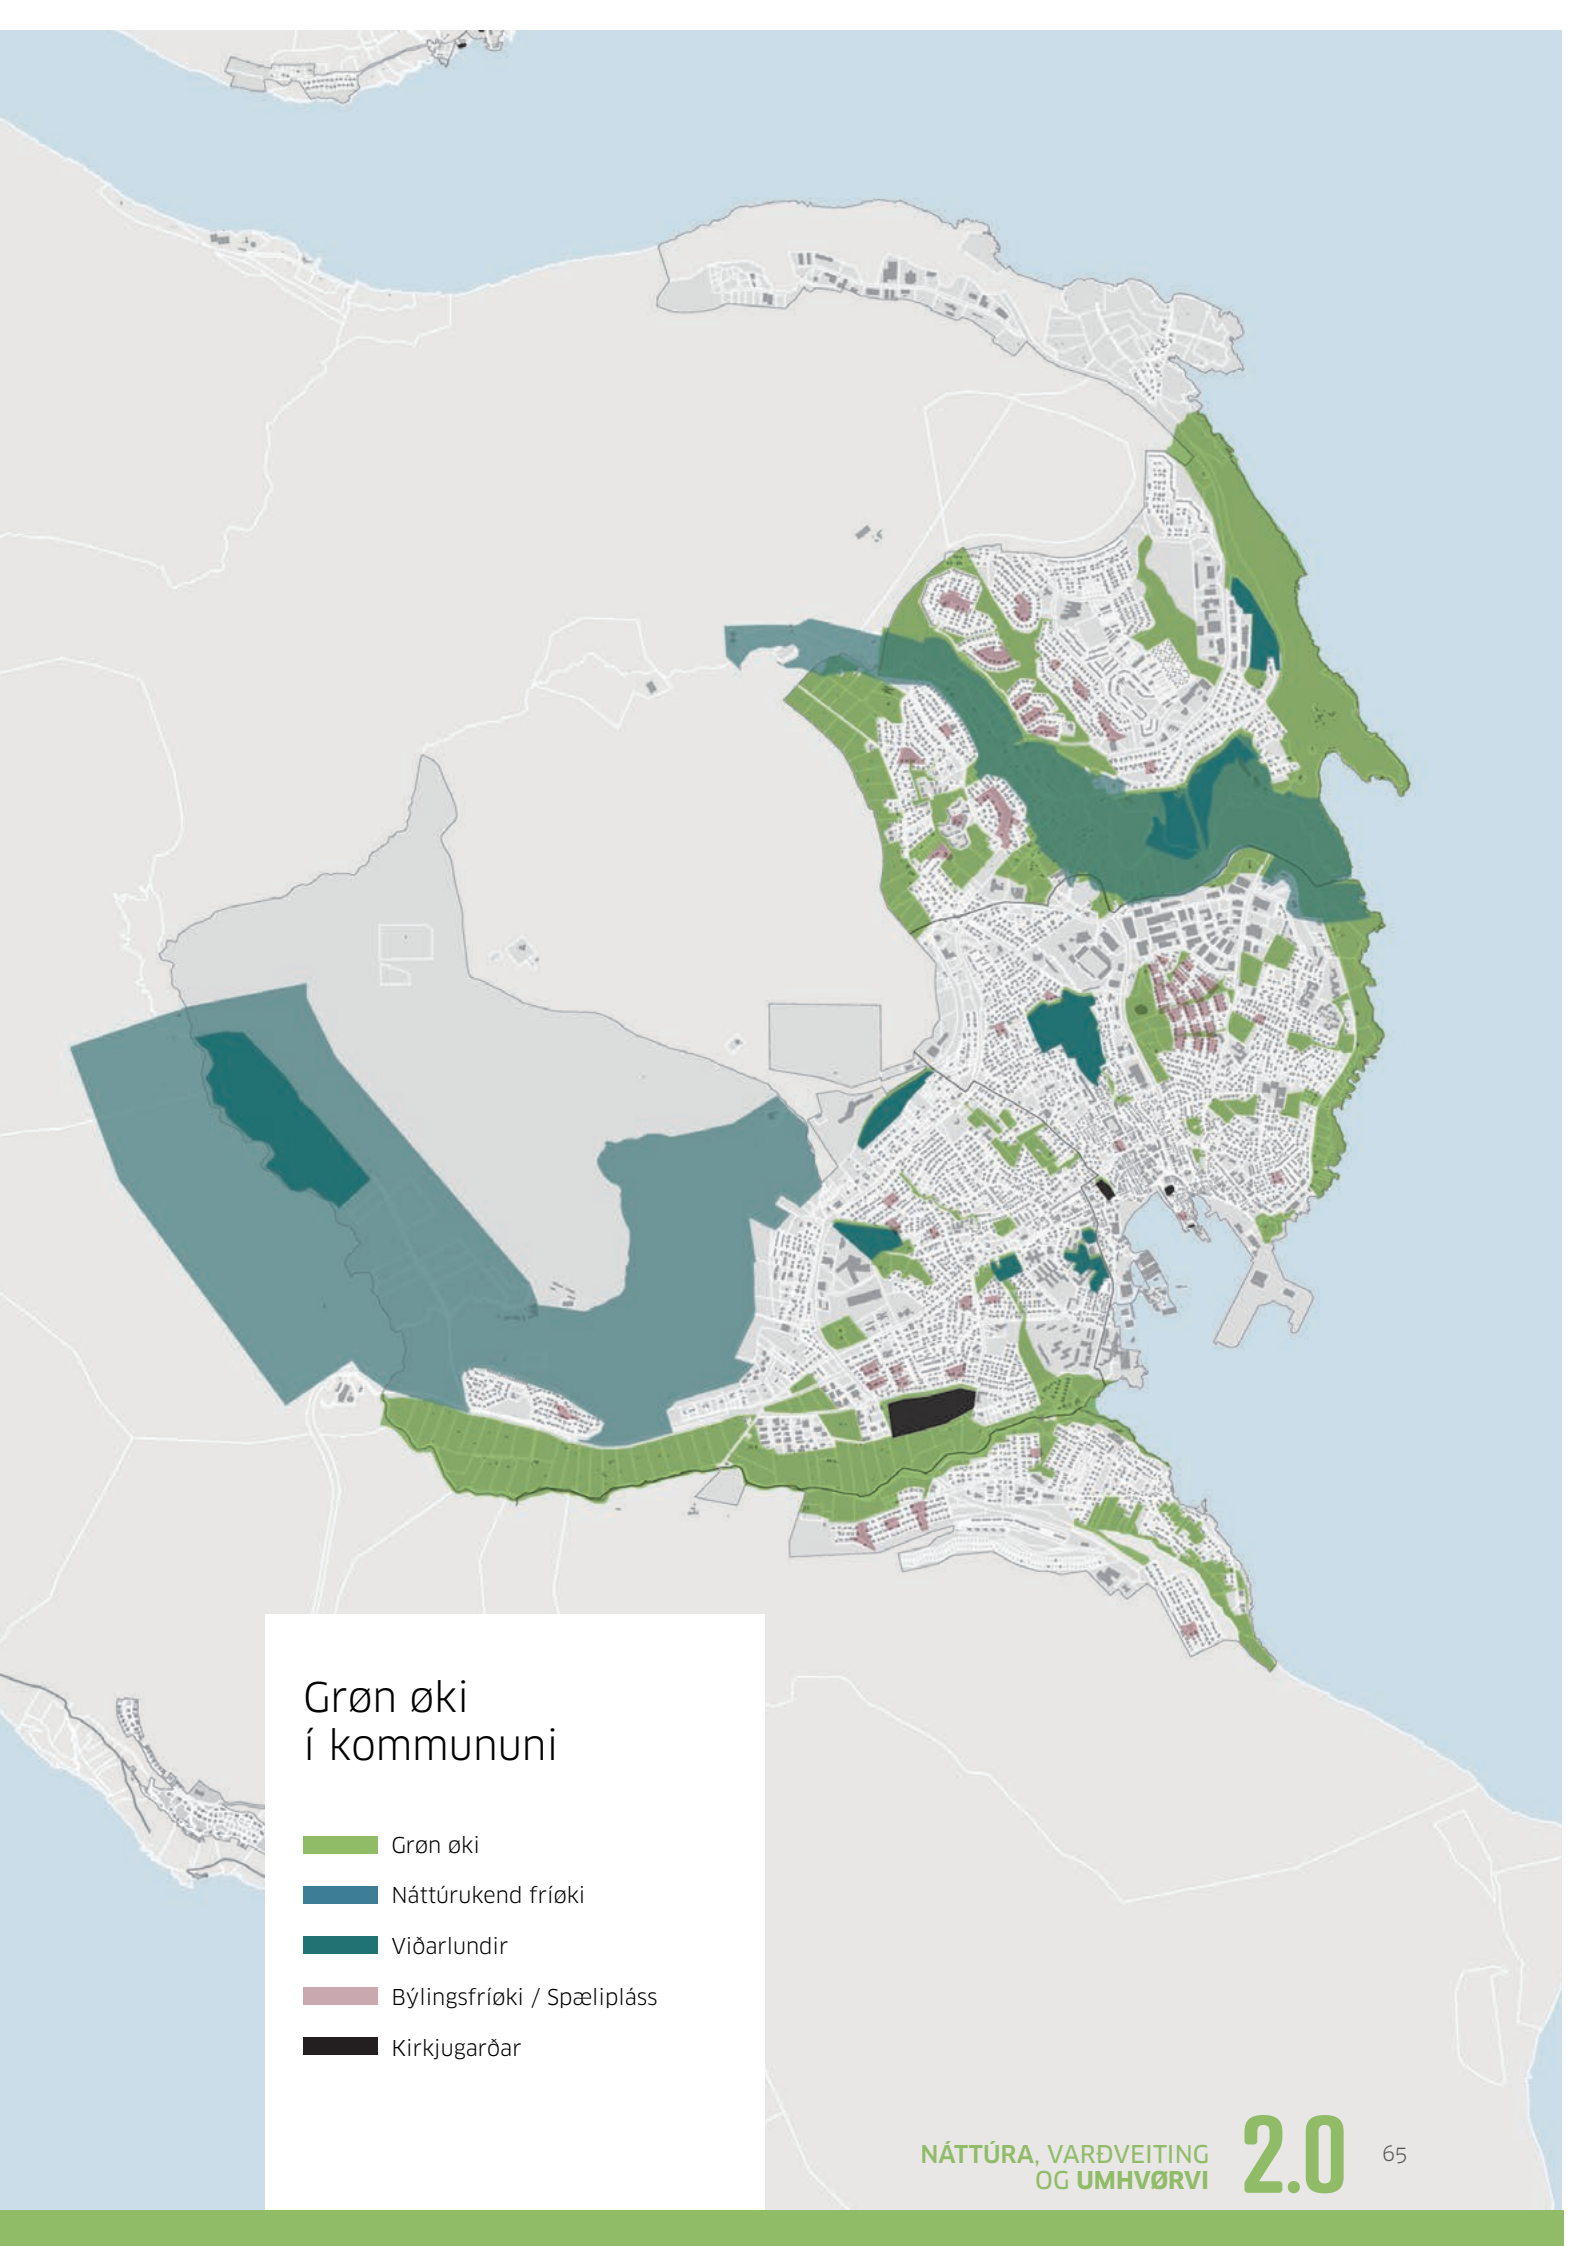 Grøn øki
í kommununi
Grøn øki
Náttúrukend fríøki
Viðarlundir
Býlingsfríøki / Spælipláss
Kirkjugarðar
NÁTTÚRA, VARÐVEITING
OG UMHVØRVI
2.0
65